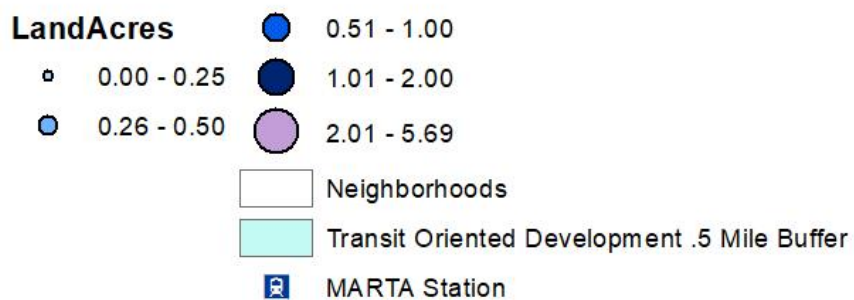 LandAcres
0.00 - 0.25
0.26 - 0.50
0.51 - 1.00
1.01 - 2.00
2.01 - 5.69
Neighborhoods
Transit Oriented Development .5 Mile Buffer
MARTA Station